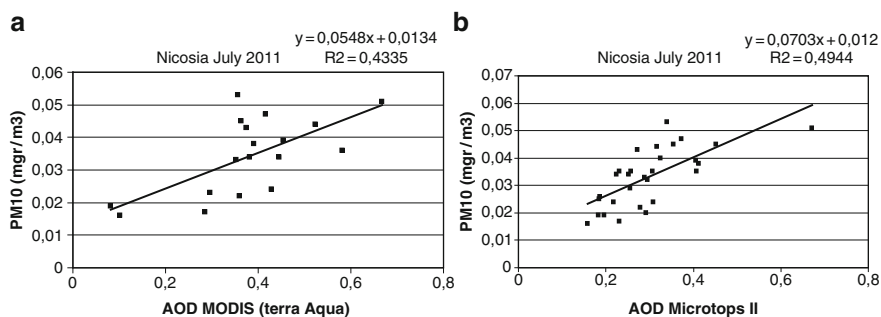 a
y=0,0548x+0,0134
Nicosia July 2011
R2=0,4335
0,06
0,05
0,04
0,03
0,02
0,01
0
PM10 (mgr/m3)
0
0,2
0,4
0,6
0,8
AOD MODIS (terra Aqua)
b
y=0,0703x+0,012
Nicosia July 2011
R2=0,4944
0,07
0,06
0,05
0,04
0,03
0,02
0,01
0
PM10 (mgr/m3)
0
0,2
0,4
0,6
0,8
AOD Microtops II